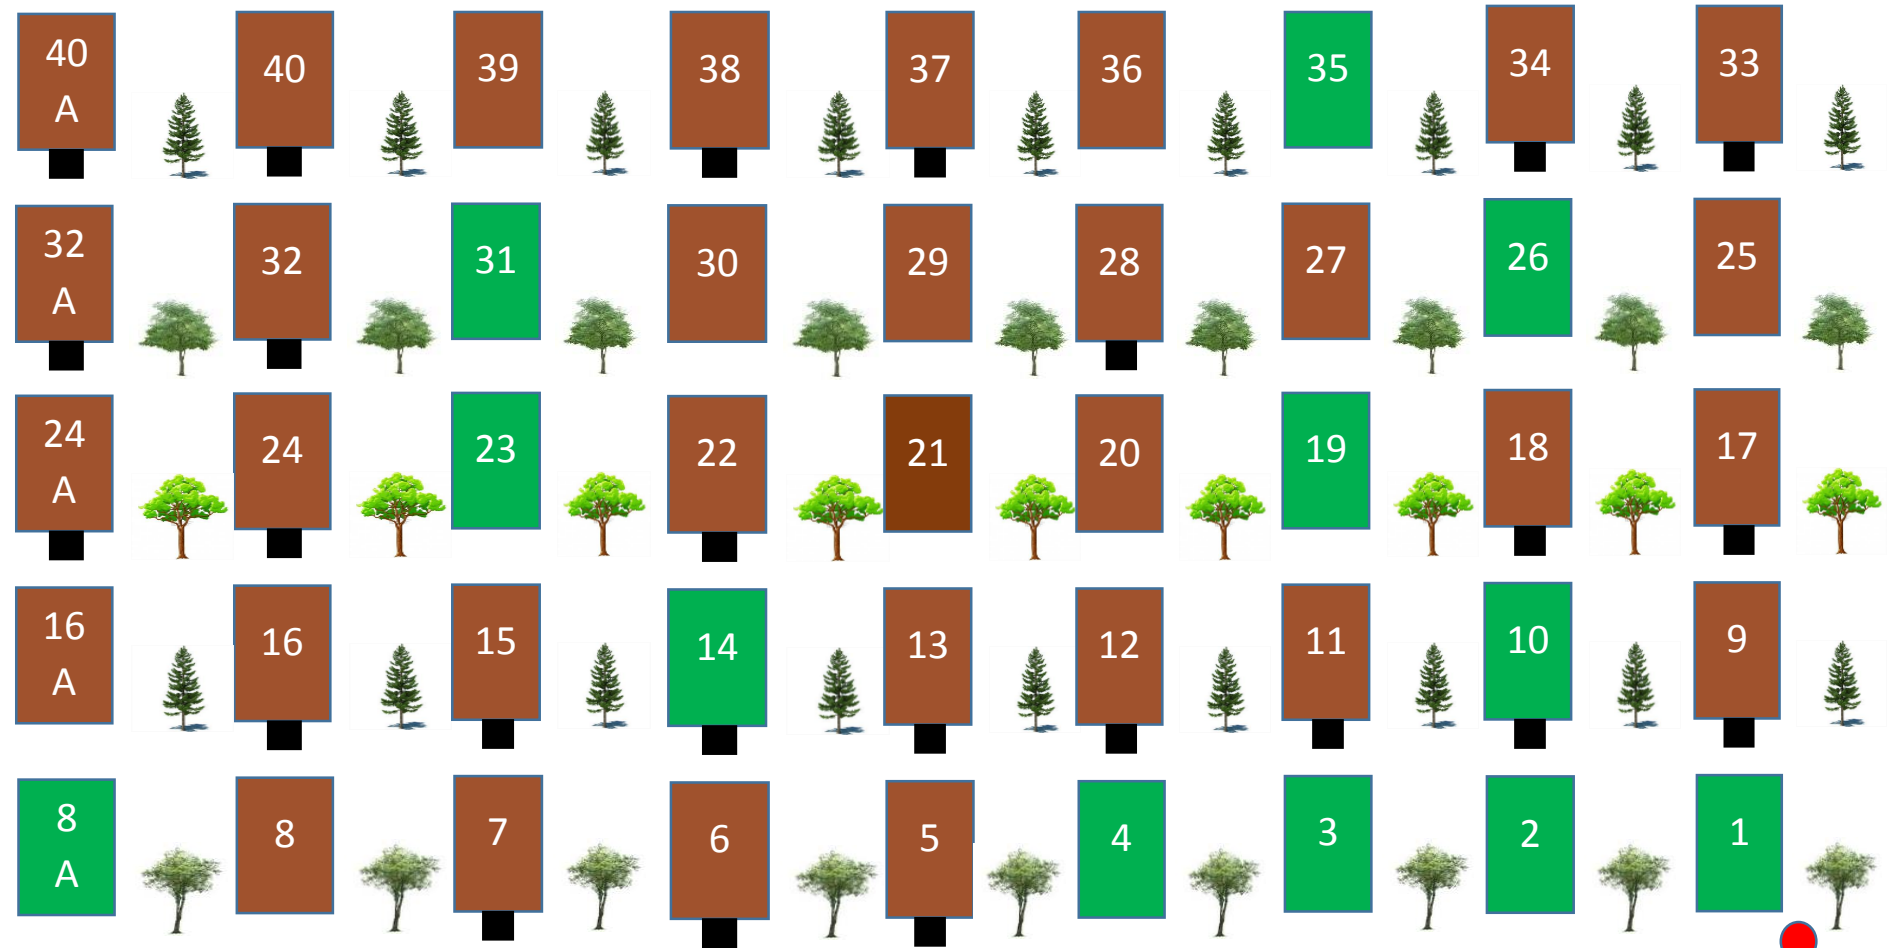 40 A 40 39 38 37 36 35 34 33
32 A 32 31 30 29 28 27 26 25
24 A 24 23 22 21 20 19 18 17
16 A 16 15 14 13 12 11 10 9
8 A 8 7 6 5 4 3 2 1